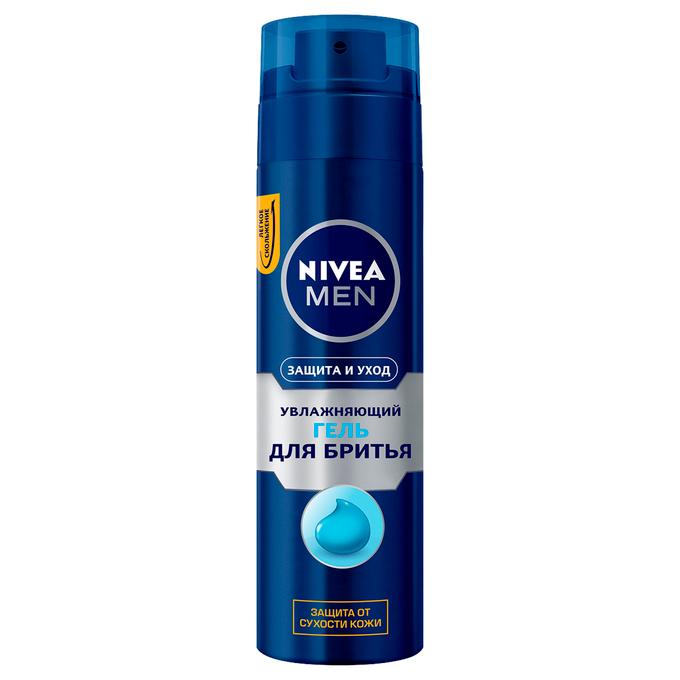 ЛЕГКОЕ
СКОЛЬЖЕНИЕ
NIVEA
MEN
ЗАЩИТА И УХОД
УВЛАЖНЯЮЩИЙ
ГЕЛЬ
ДЛЯ БРИТЬЯ
ЗАЩИТА ОТ
СУХОСТИ КОЖИ